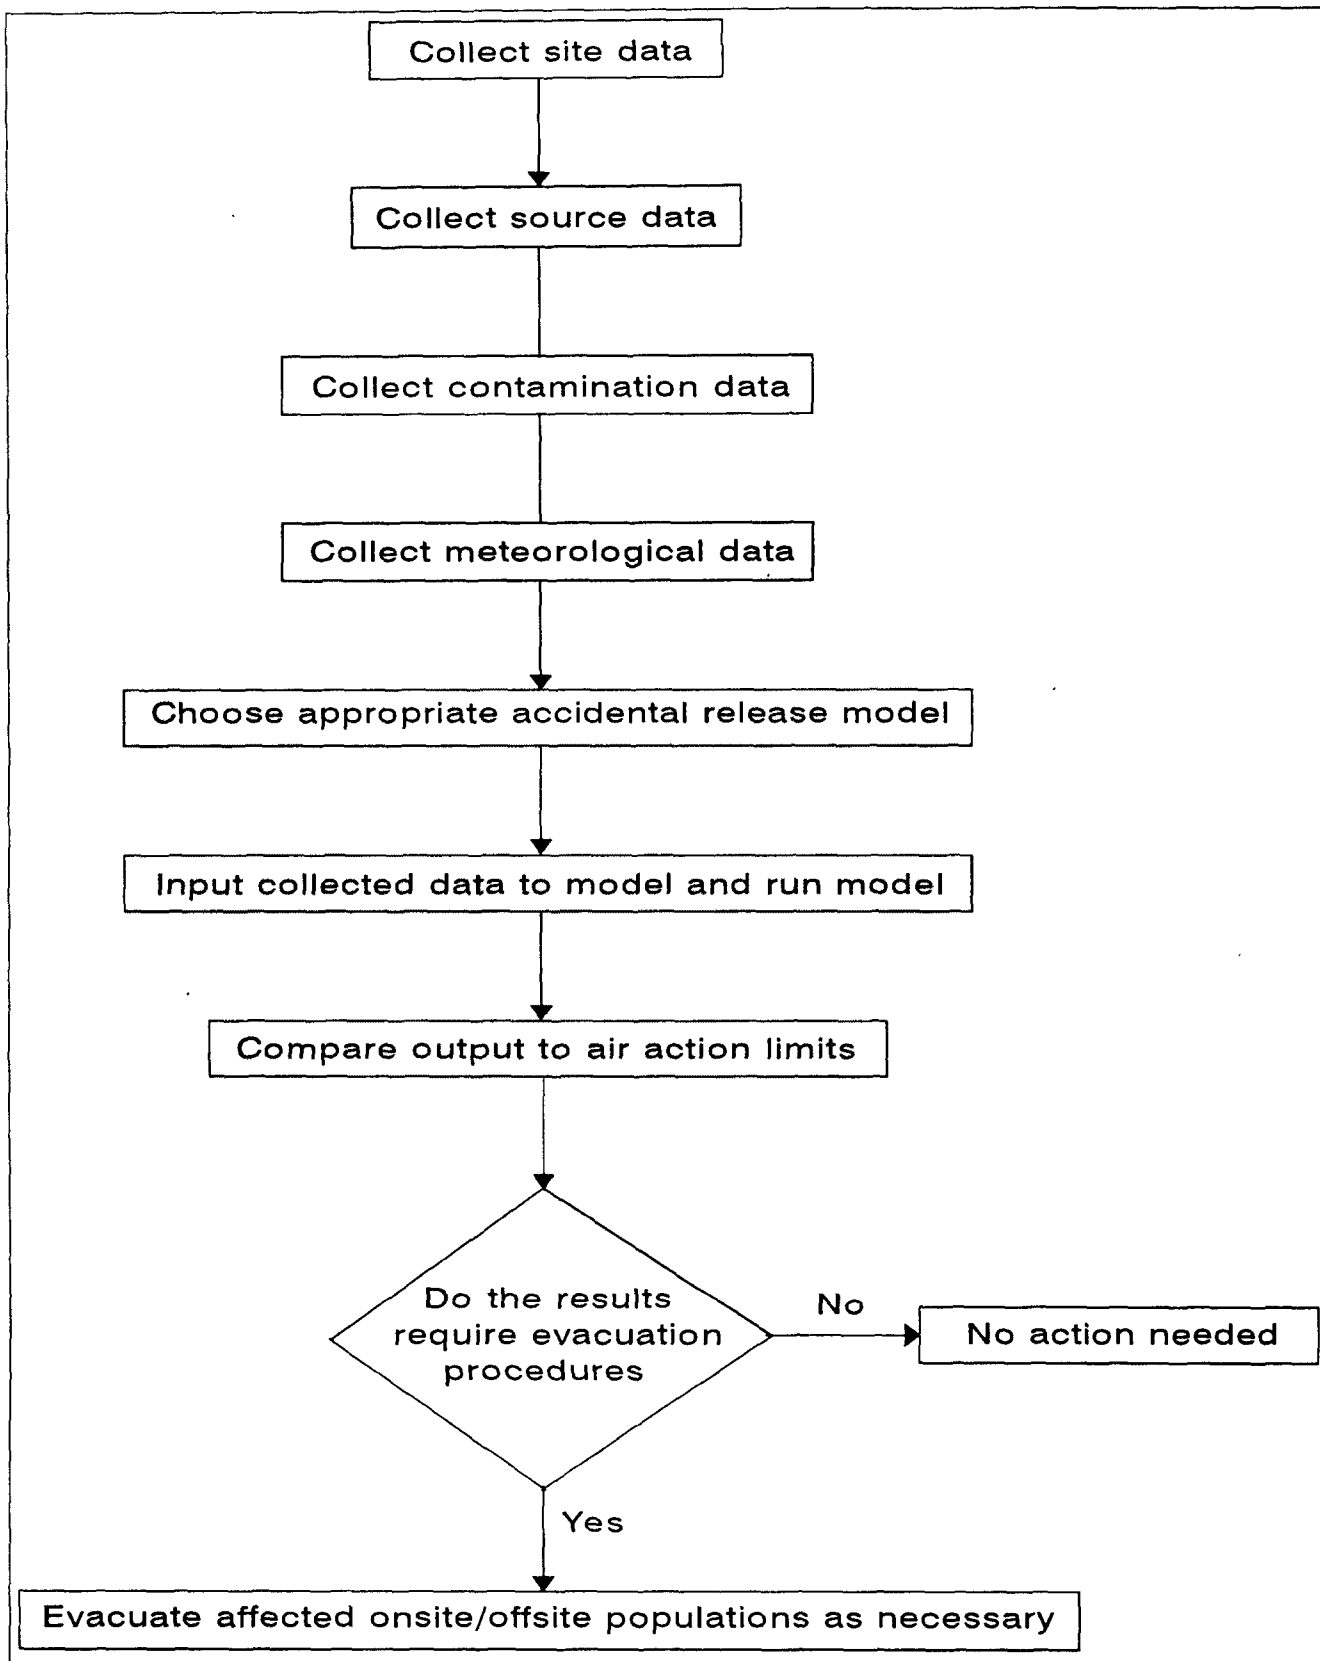 Collect site data
Collect source data
Collect contamination data
Collect meteorological data
Choose appropriate accidental release model
Input collected data to model and run model
Compare output to air action limits
Do the results
require evacuation
procedures
No
No action needed
Yes
Evacuate affected onsite/offsite populations as necessary